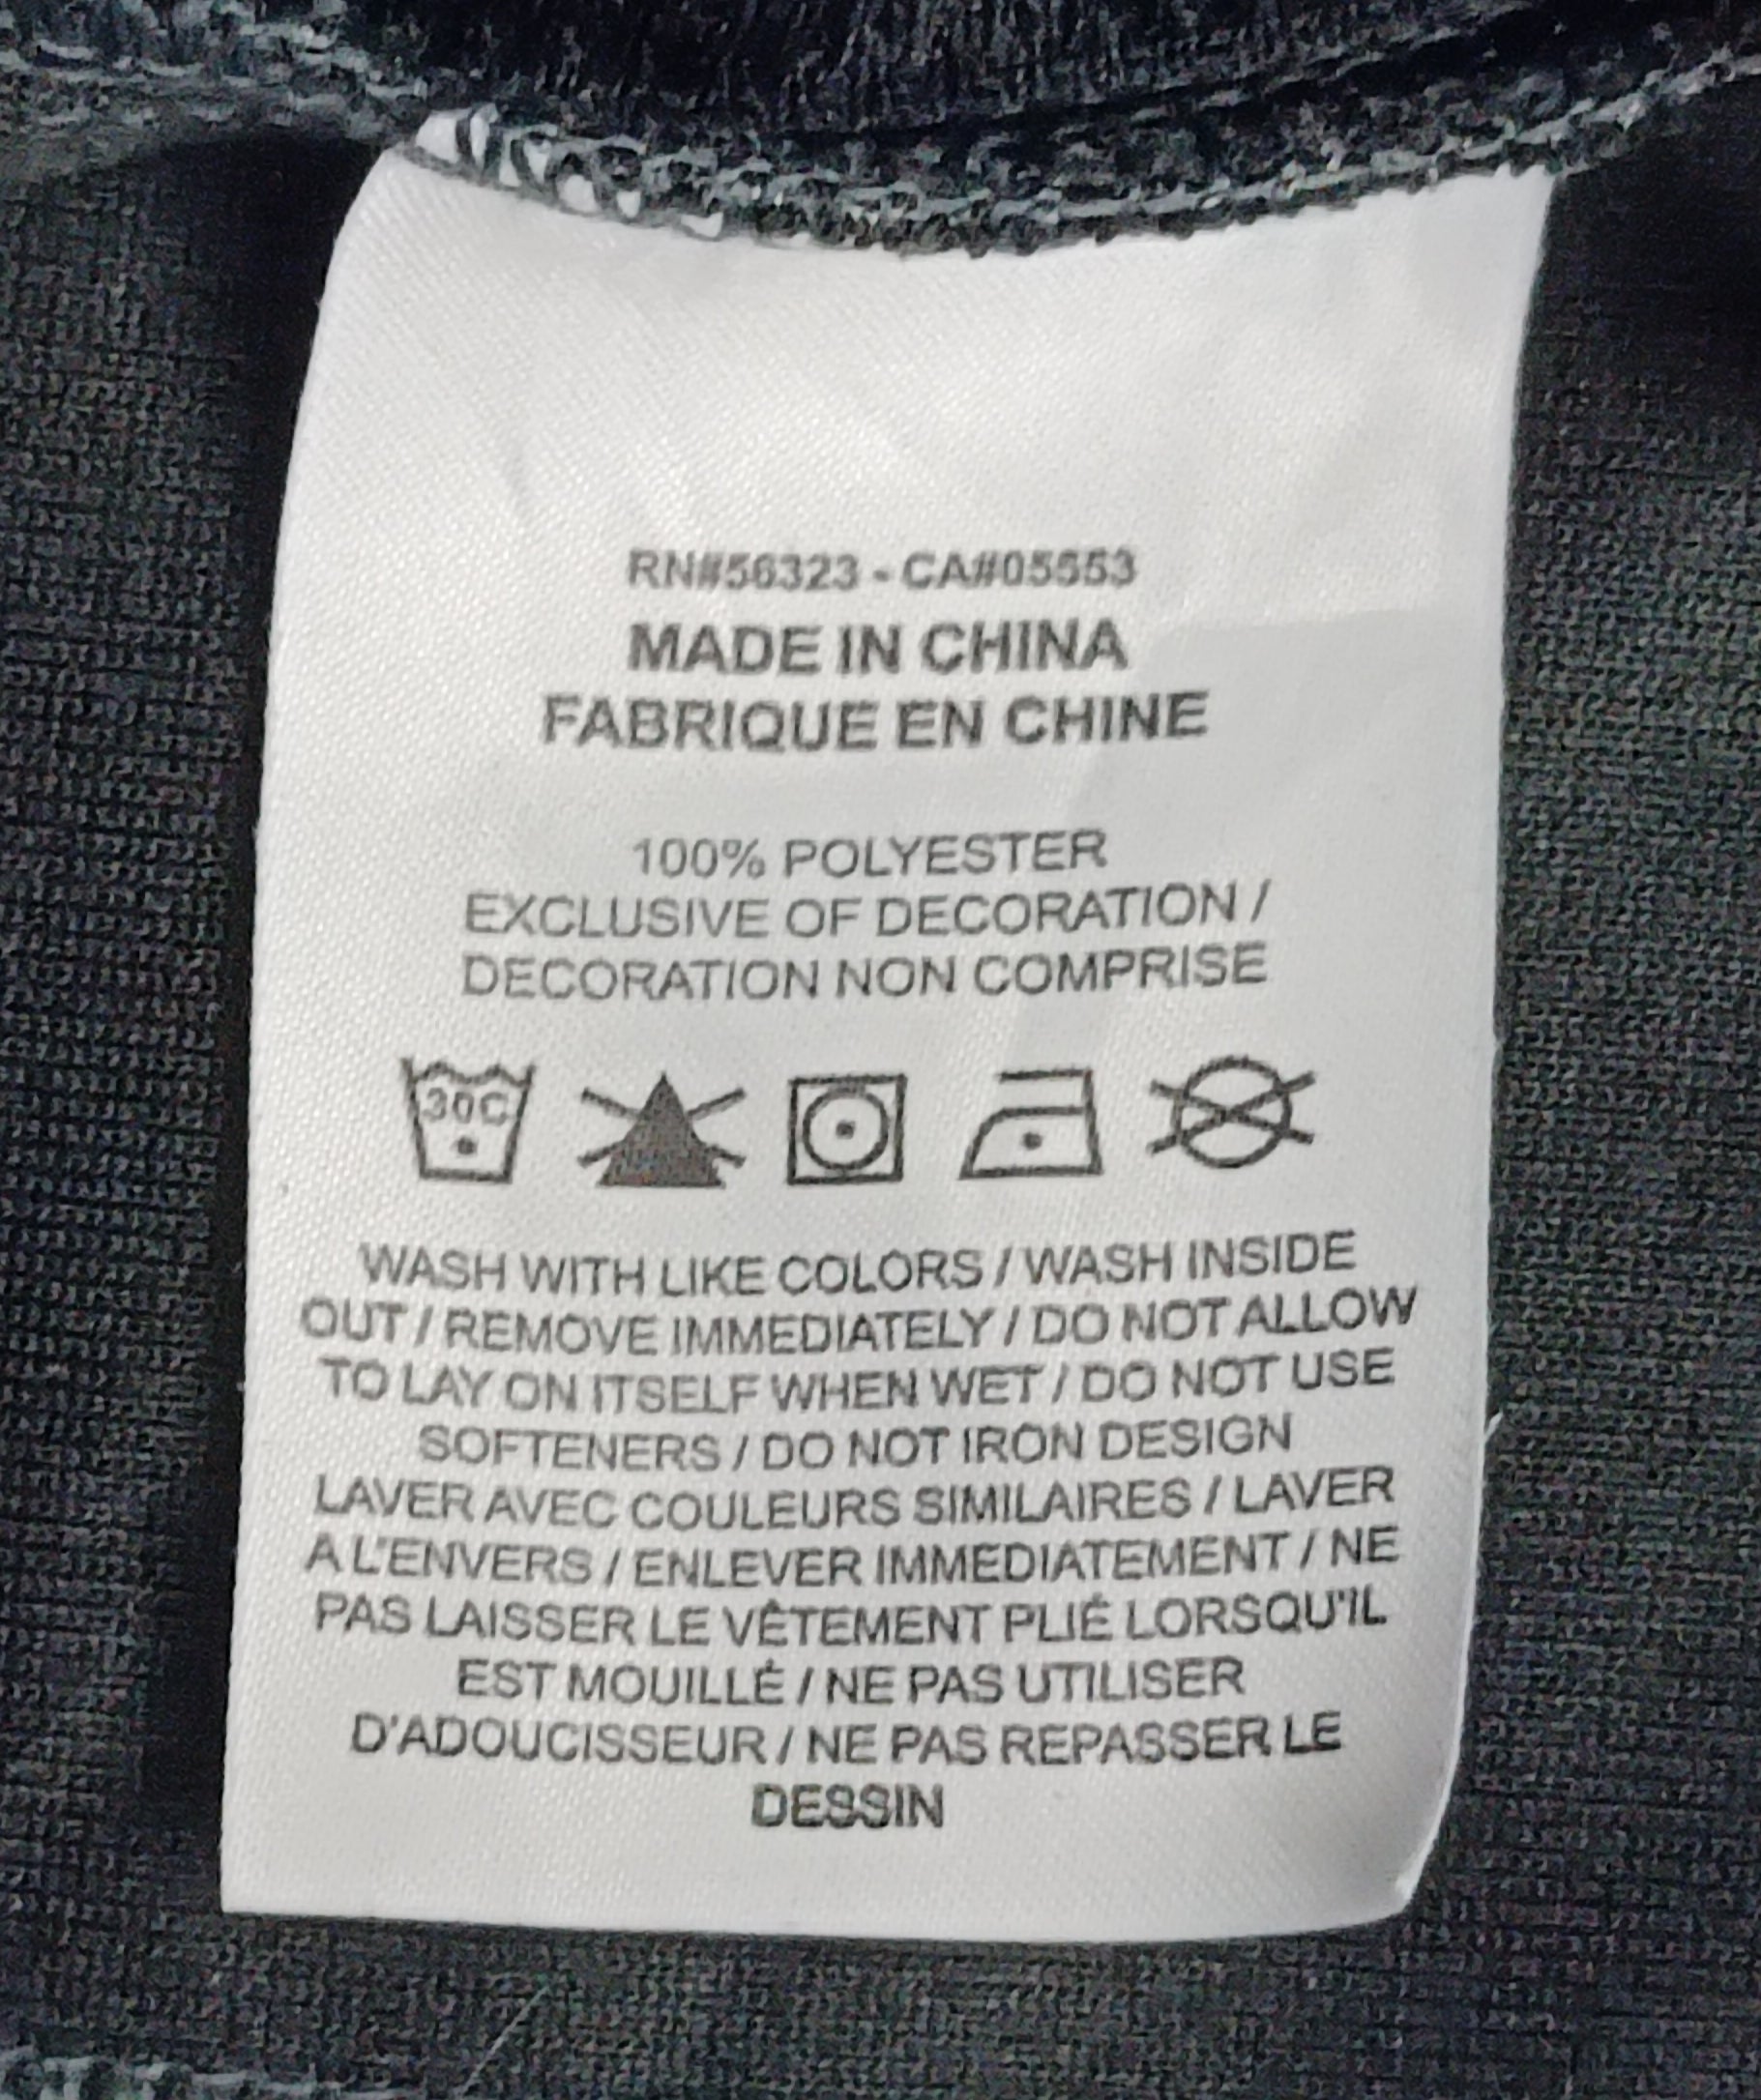 RN#56323 - CA#05553
MADE IN CHINA
FABRIQUE EN CHINE
100% POLYESTER
EXCLUSIVE OF DECORATION /
DECORATION NON COMPRISE
30C
WASH WITH LIKE COLORS / WASH INSIDE
OUT / REMOVE IMMEDIATELY / DO NOT ALLOW
TO LAY ON ITSELF WHEN WET / DO NOT USE
SOFTENERS / DO NOT IRON DESIGN
LAVER AVEC COULEURS SIMILAIRES / LAVER
A L'ENVERS / ENLEVER IMMEDIATEMENT / NE
PAS LAISSER LE VÊTEMENT PLIÉ LORSQU'IL
EST MOUILLÉ / NE PAS UTILISER
D'ADOUCISSEUR / NE PAS REPASSER LE
DESSIN